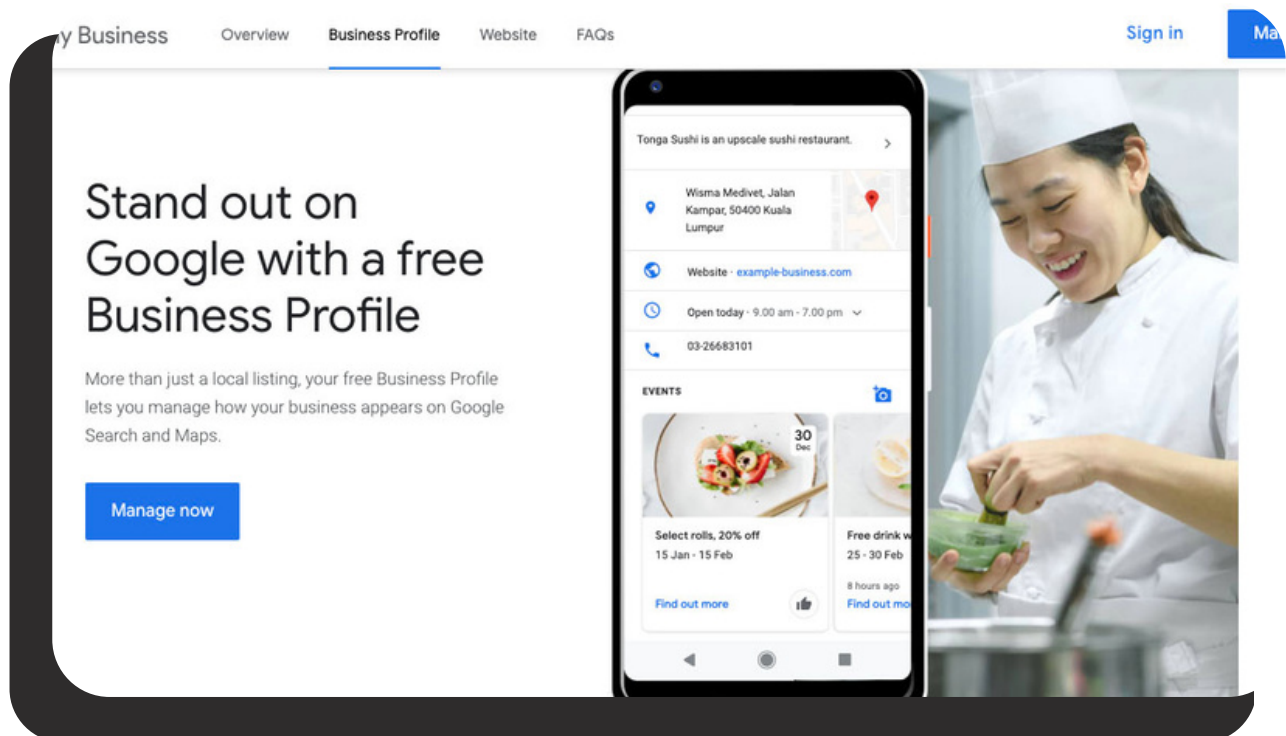 Business
Overview
Business Profile
Website
FAQs
Sign in
Stand out on
Google with a free
Business Profile
More than just a local listing, your free Business Profile
lets you manage how your business appears on Google
Search and Maps.
Manage now
Tonga Sushi is an upscale sushi restaurant.
Wisma Medivet, Jalan
Kampar, 50400 Kuala
Lumpur
Website · example-business.com
Open today · 9.00 am - 7.00 pm
03-26683101
EVENTS
30
Dec
Select rolls, 20% off
15 Jan - 15 Feb
Find out more
Free drink
25 - 30 Feb
8 hours ago
Find out